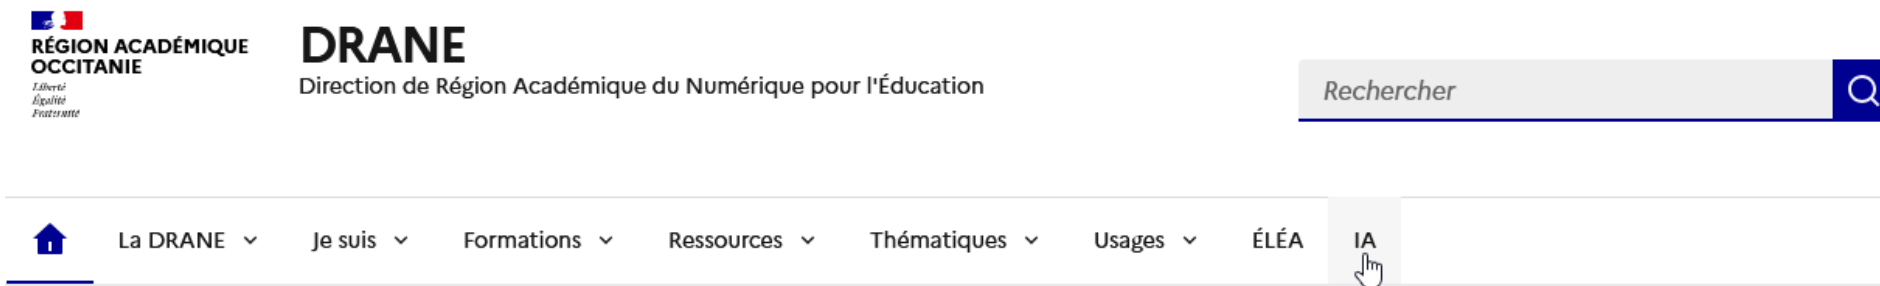 RÉGION ACADÉMIQUE
OCCITANIE
Liberté
Égalité
Fraternité
DRANE
Direction de Région Académique du Numérique pour l'Éducation
Rechercher
La DRANE Je suis Formations Ressources Thématiques Usages ÉLÉA IA